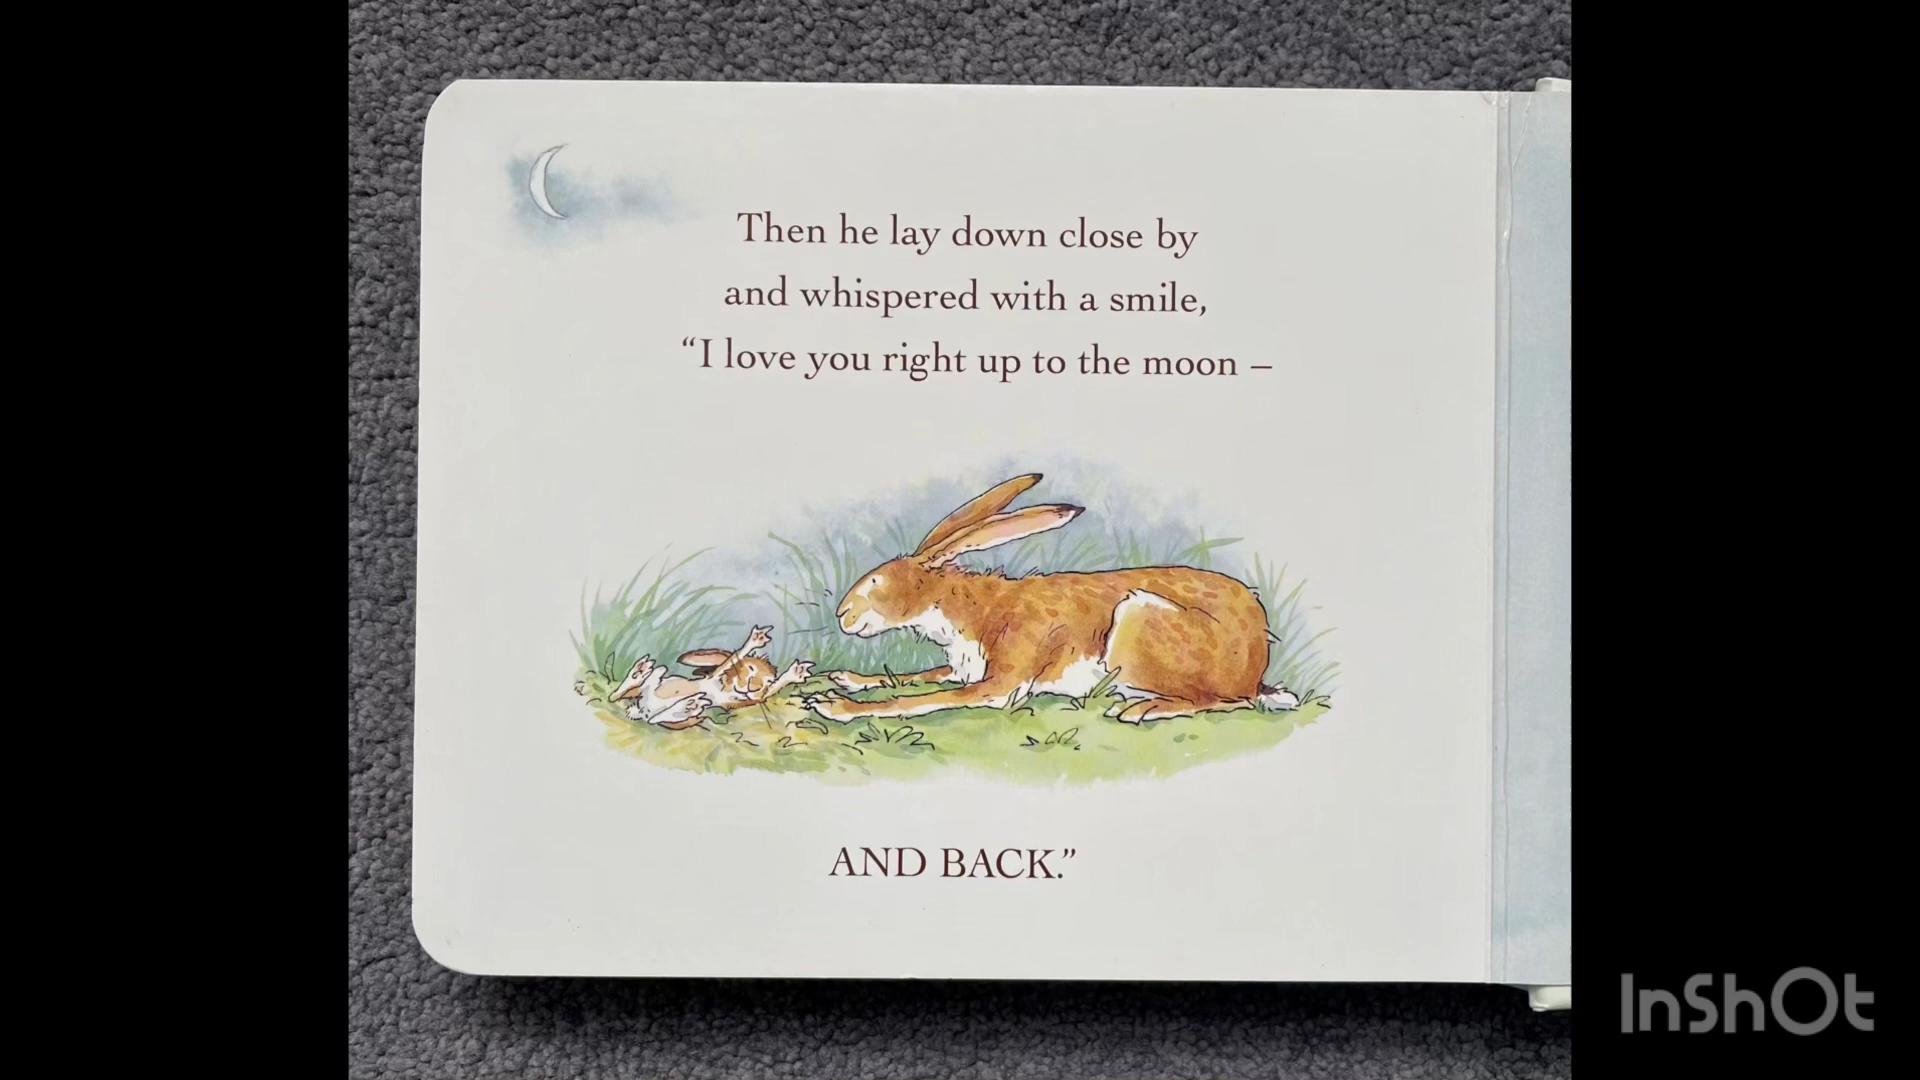 Then he lay down close by
and whispered with a smile,
“I love you right up to the moon –
AND BACK.”
InShOt